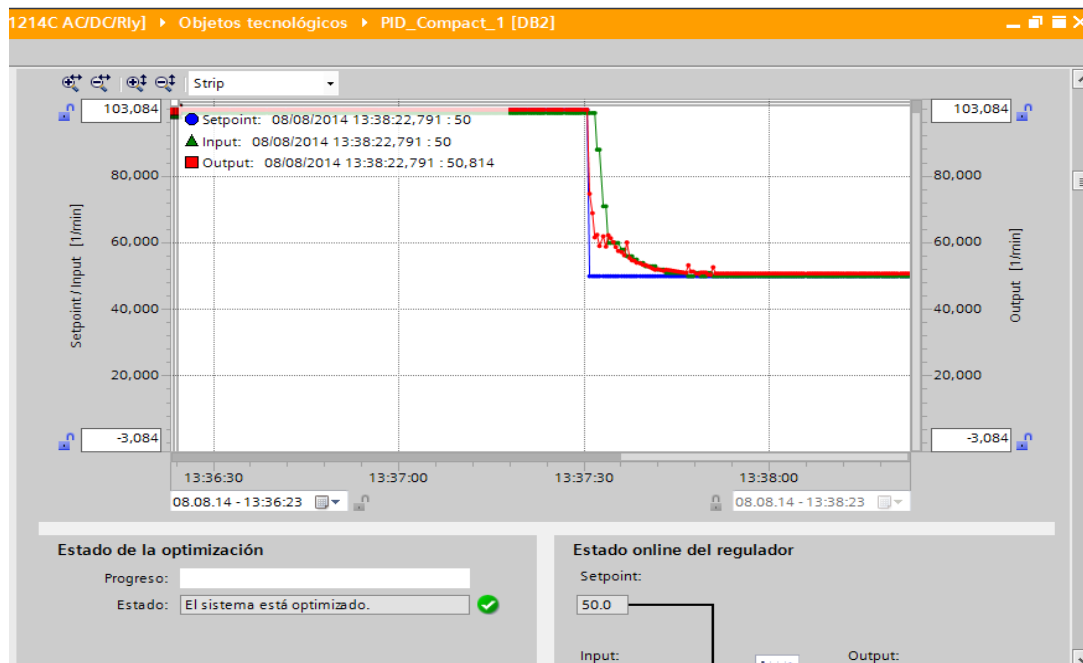 1214C AC/DC/Rly] ▸ Objetos tecnológicos ▸ PID_Compact_1 [DB2]
Strip
103,084
103,084
Setpoint: 08/08/2014 13:38:22,791 : 50
Input: 08/08/2014 13:38:22,791 : 50
Output: 08/08/2014 13:38:22,791 : 50,814
80,000
80,000
60,000
60,000
40,000
40,000
20,000
20,000
-3,084
-3,084
Setpoint / Input [1/min]
Output [1/min]
13:36:30 13:37:00 13:37:30 13:38:00
08.08.14 - 13:36:23
08.08.14 - 13:38:23
Estado de la optimización
Progreso:
Estado: El sistema está optimizado.
Estado online del regulador
Setpoint:
50.0
Input:
Output: